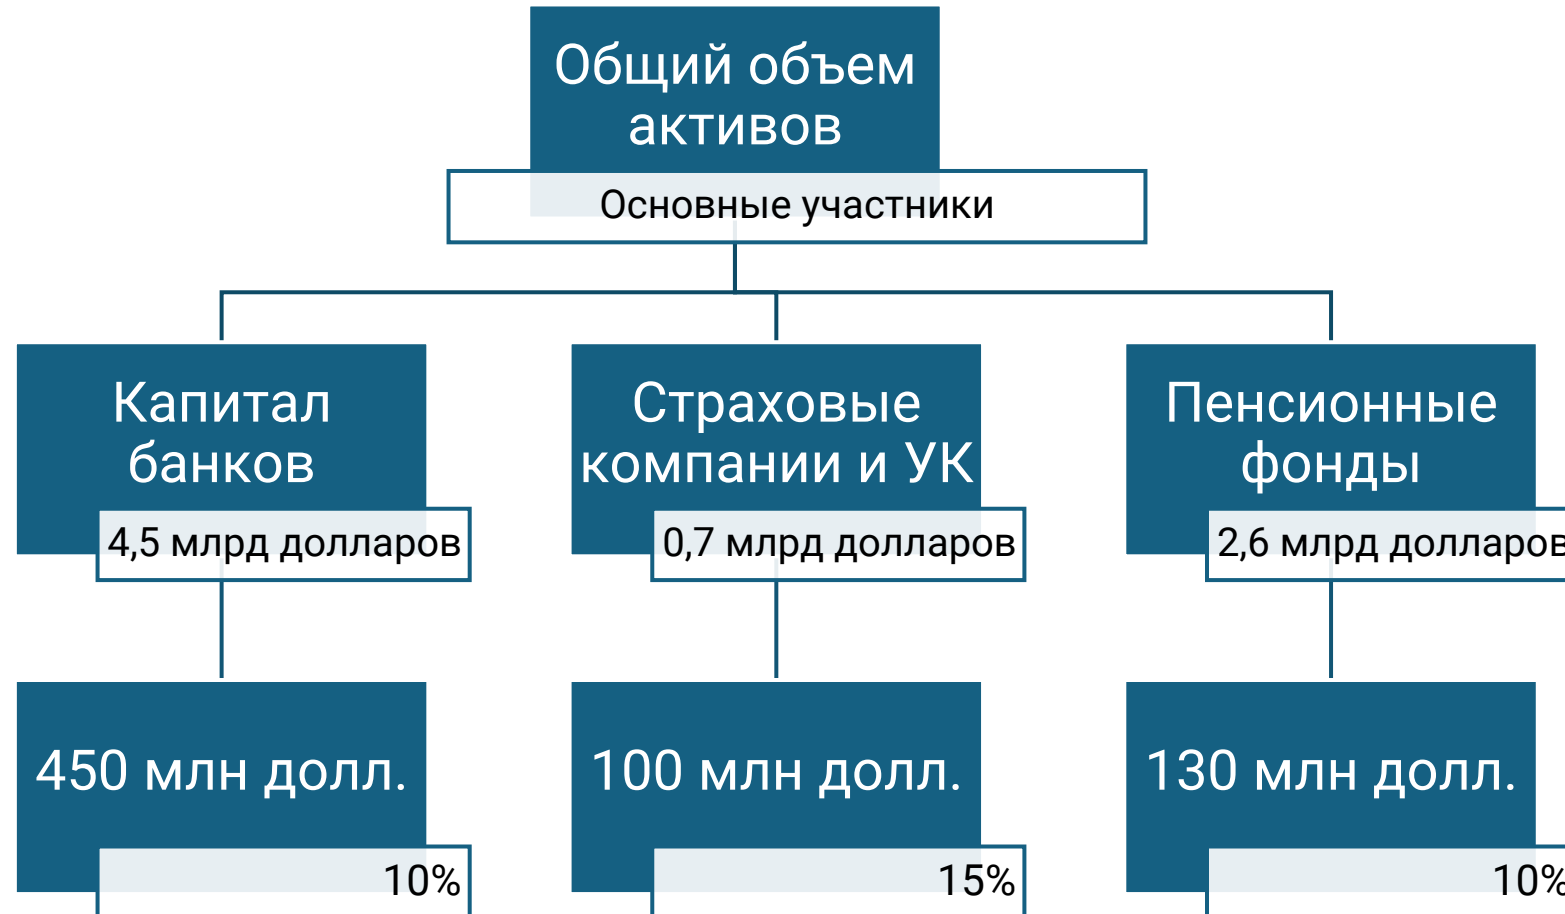 Общий объем
активов
Основные участники
Капитал
банков
4,5 млрд долларов
Страховые
компании и УК
0,7 млрд долларов
Пенсионные
фонды
2,6 млрд долларов
450 млн долл.
10%
100 млн долл.
15%
130 млн долл.
10%